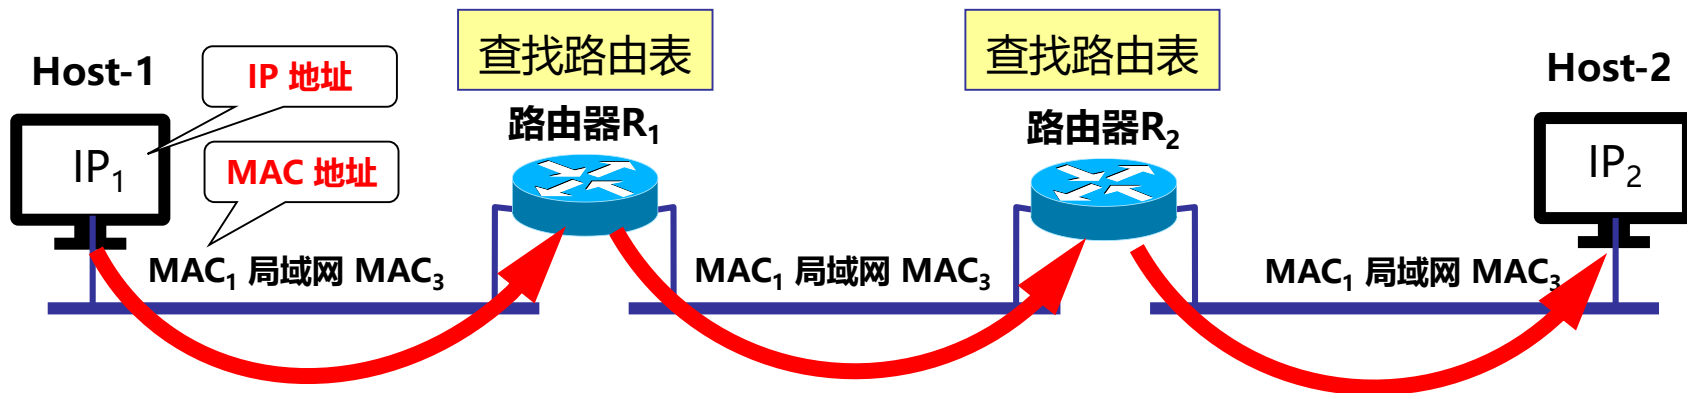 查找路由表
查找路由表
Host-1
IP 地址
Host-2
路由器R₁
路由器R₂
IP₁
MAC 地址
IP₂
MAC₁ 局域网 MAC₃
MAC₁ 局域网 MAC₃
MAC₁ 局域网 MAC₃